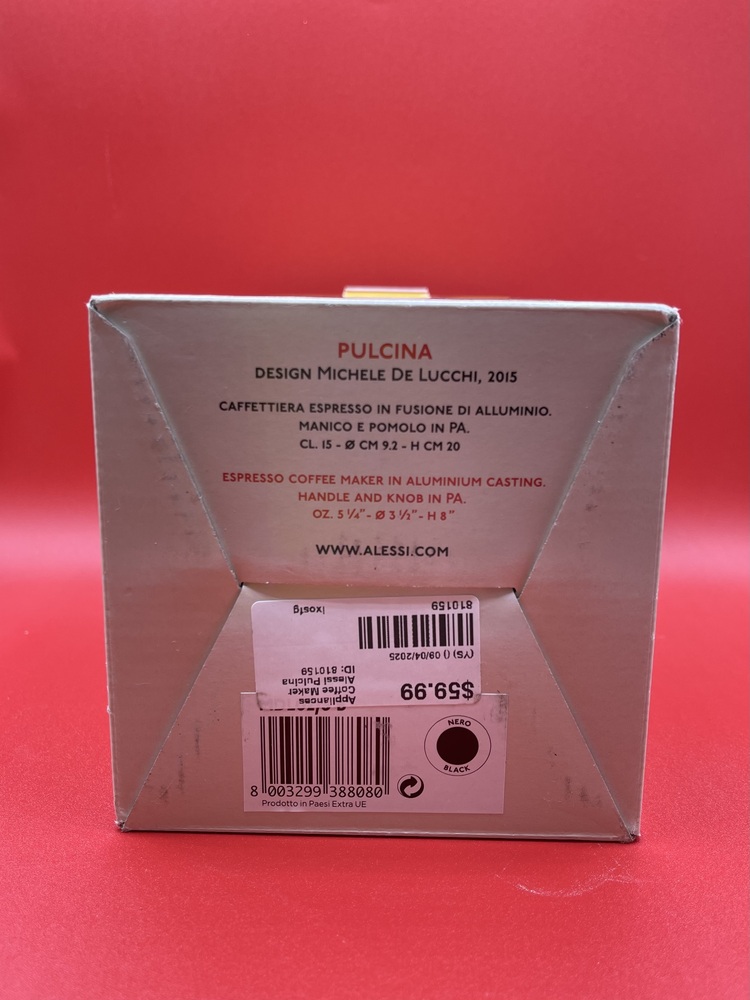 PULCINA
DESIGN MICHELE DE LUCCHI, 2015
CAFFETTIERA ESPRESSO IN FUSIONE DI ALLUMINIO.
MANICO E POMOLO IN PA.
CL. 15 - Ø CM 9.2 - H CM 20
ESPRESSO COFFEE MAKER IN ALUMINIUM CASTING.
HANDLE AND KNOB IN PA.
OZ. 5 ¼" - Ø 3 ½" - H 8"
WWW.ALESSI.COM
$59.99
Appliances
Coffee Maker
Alessi Pulcina
ID: 810159
(YS) () 09/04/2025
810159
lxosfg
NERO
BLACK
8 003299 388080
Prodotto in Paesi Extra UE